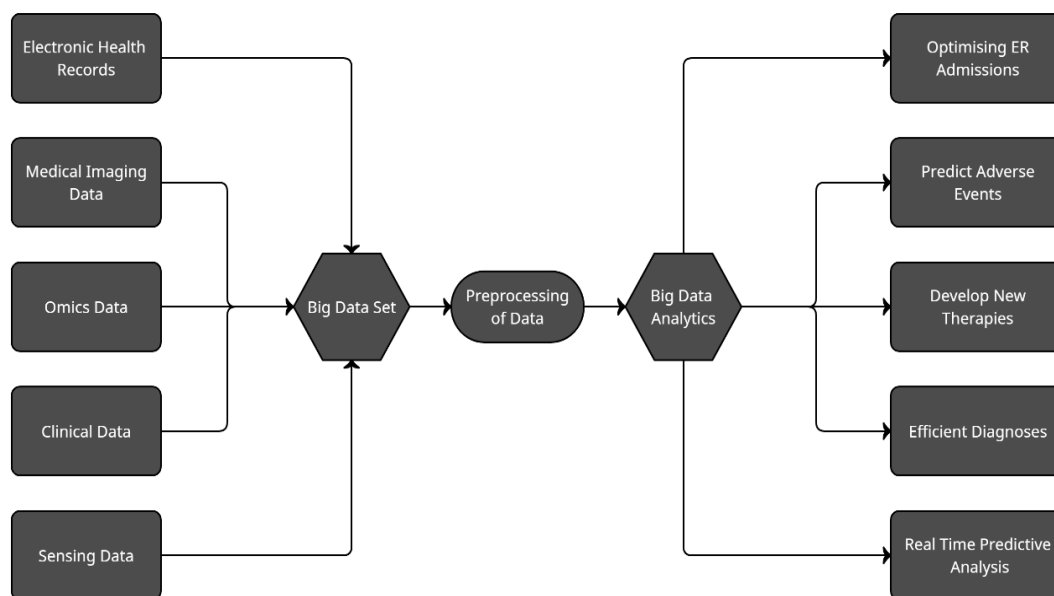 Electronic Health
Records
Medical Imaging
Data
Omics Data
Clinical Data
Sensing Data
Big Data Set
Preprocessing
of Data
Big Data
Analytics
Optimising ER
Admissions
Predict Adverse
Events
Develop New
Therapies
Efficient Diagnoses
Real Time Predictive
Analysis